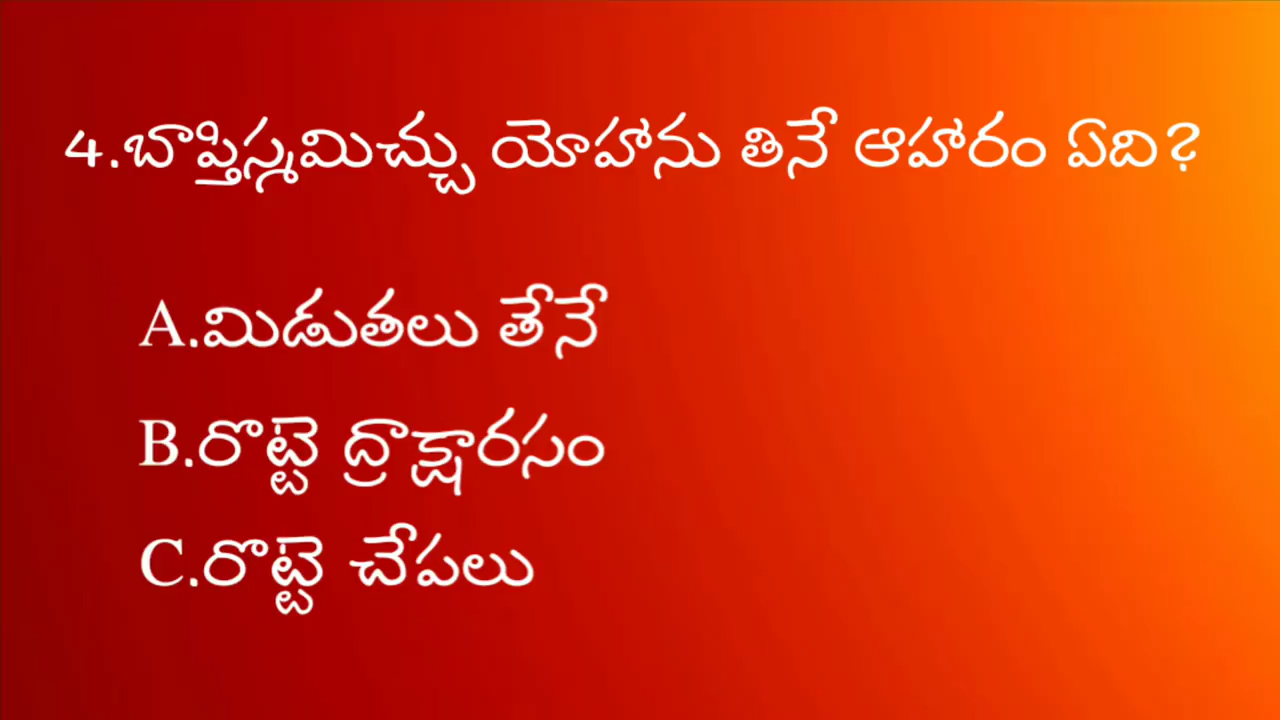 4.బాప్తిస్మమిచ్చు యోహాను తినే ఆహారం ఏది?
A.మిడుతలు తేనే
B.రొట్టె ద్రాక్షారసం
C.రొట్టె చేపలు